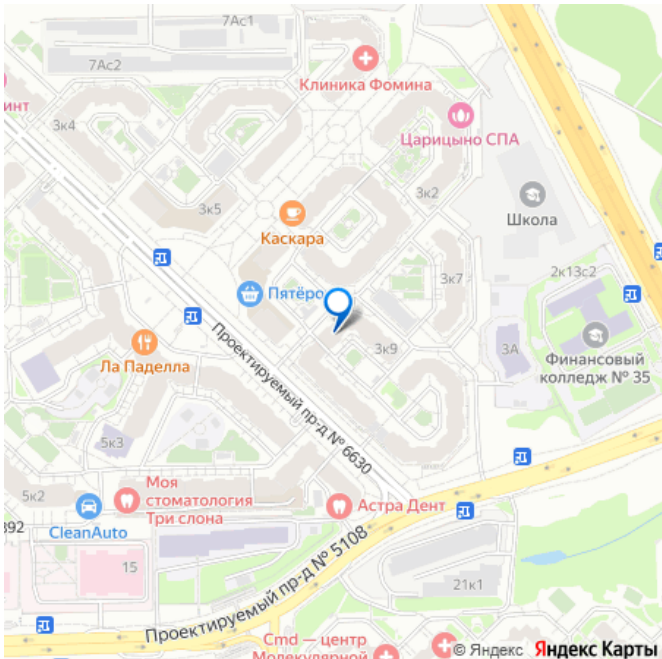 7Ас1
7Ас2
Клиника Фомина
инт
3к4
Царицыно СПА
3к2
3к5
Школа
Каскара
2к13с2
3к7
Пятёро
Проектируемый пр-д № 6630
3к9
3А
Финансовый
колледж № 35
Ла Паделла
5к3
5к2
Моя
стоматология
Три слона
Астра Дент
392
CleanAuto
15
Проектируемый пр-д № 5108
21к1
Cmd — центр
Молекулярной
© Яндекс Яндекс Карты